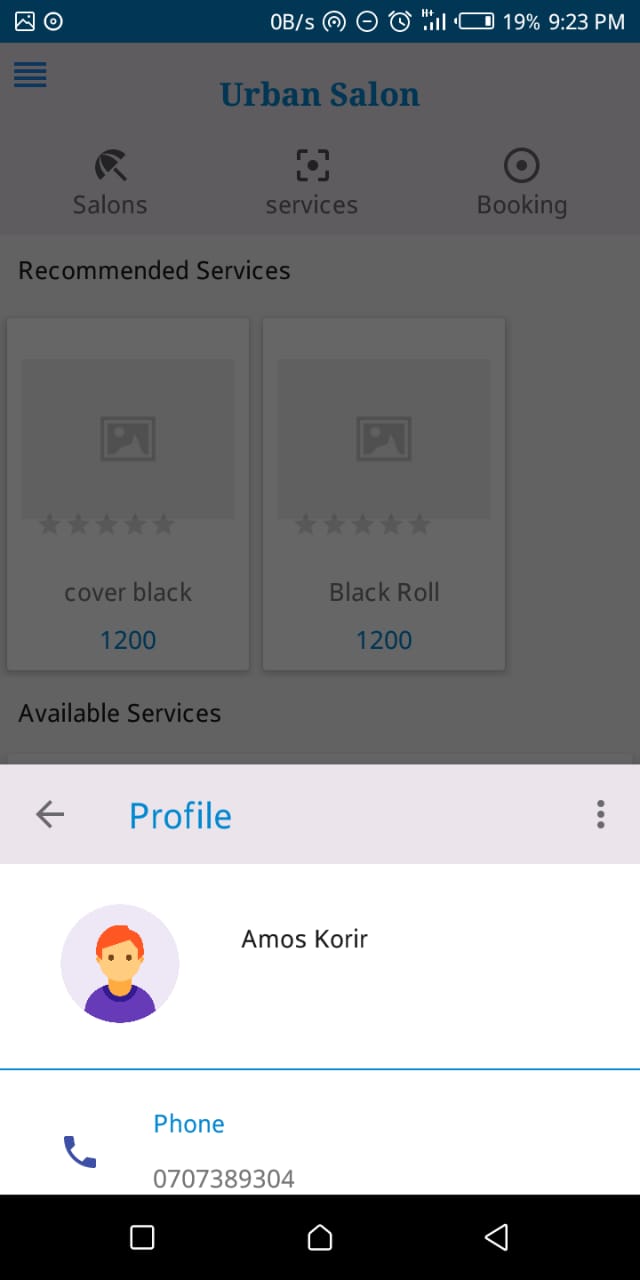 0B/s 19% 9:23 PM
Urban Salon
Salons services Booking
Recommended Services
cover black Black Roll
1200 1200
Available Services
Profile
Amos Korir
Phone
0707389304